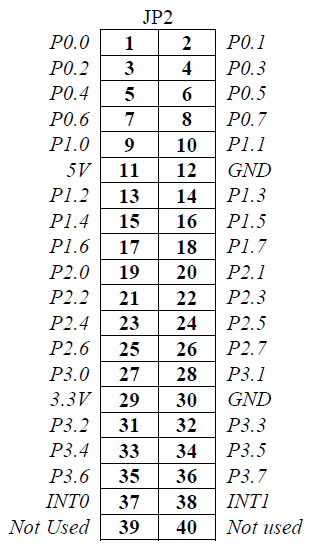 JP2
P0.0 1 2 P0.1
P0.2 3 4 P0.3
P0.4 5 6 P0.5
P0.6 7 8 P0.7
P1.0 9 10 P1.1
5V 11 12 GND
P1.2 13 14 P1.3
P1.4 15 16 P1.5
P1.6 17 18 P1.7
P2.0 19 20 P2.1
P2.2 21 22 P2.3
P2.4 23 24 P2.5
P2.6 25 26 P2.7
P3.0 27 28 P3.1
3.3V 29 30 GND
P3.2 31 32 P3.3
P3.4 33 34 P3.5
P3.6 35 36 P3.7
INT0 37 38 INT1
Not Used 39 40 Not used